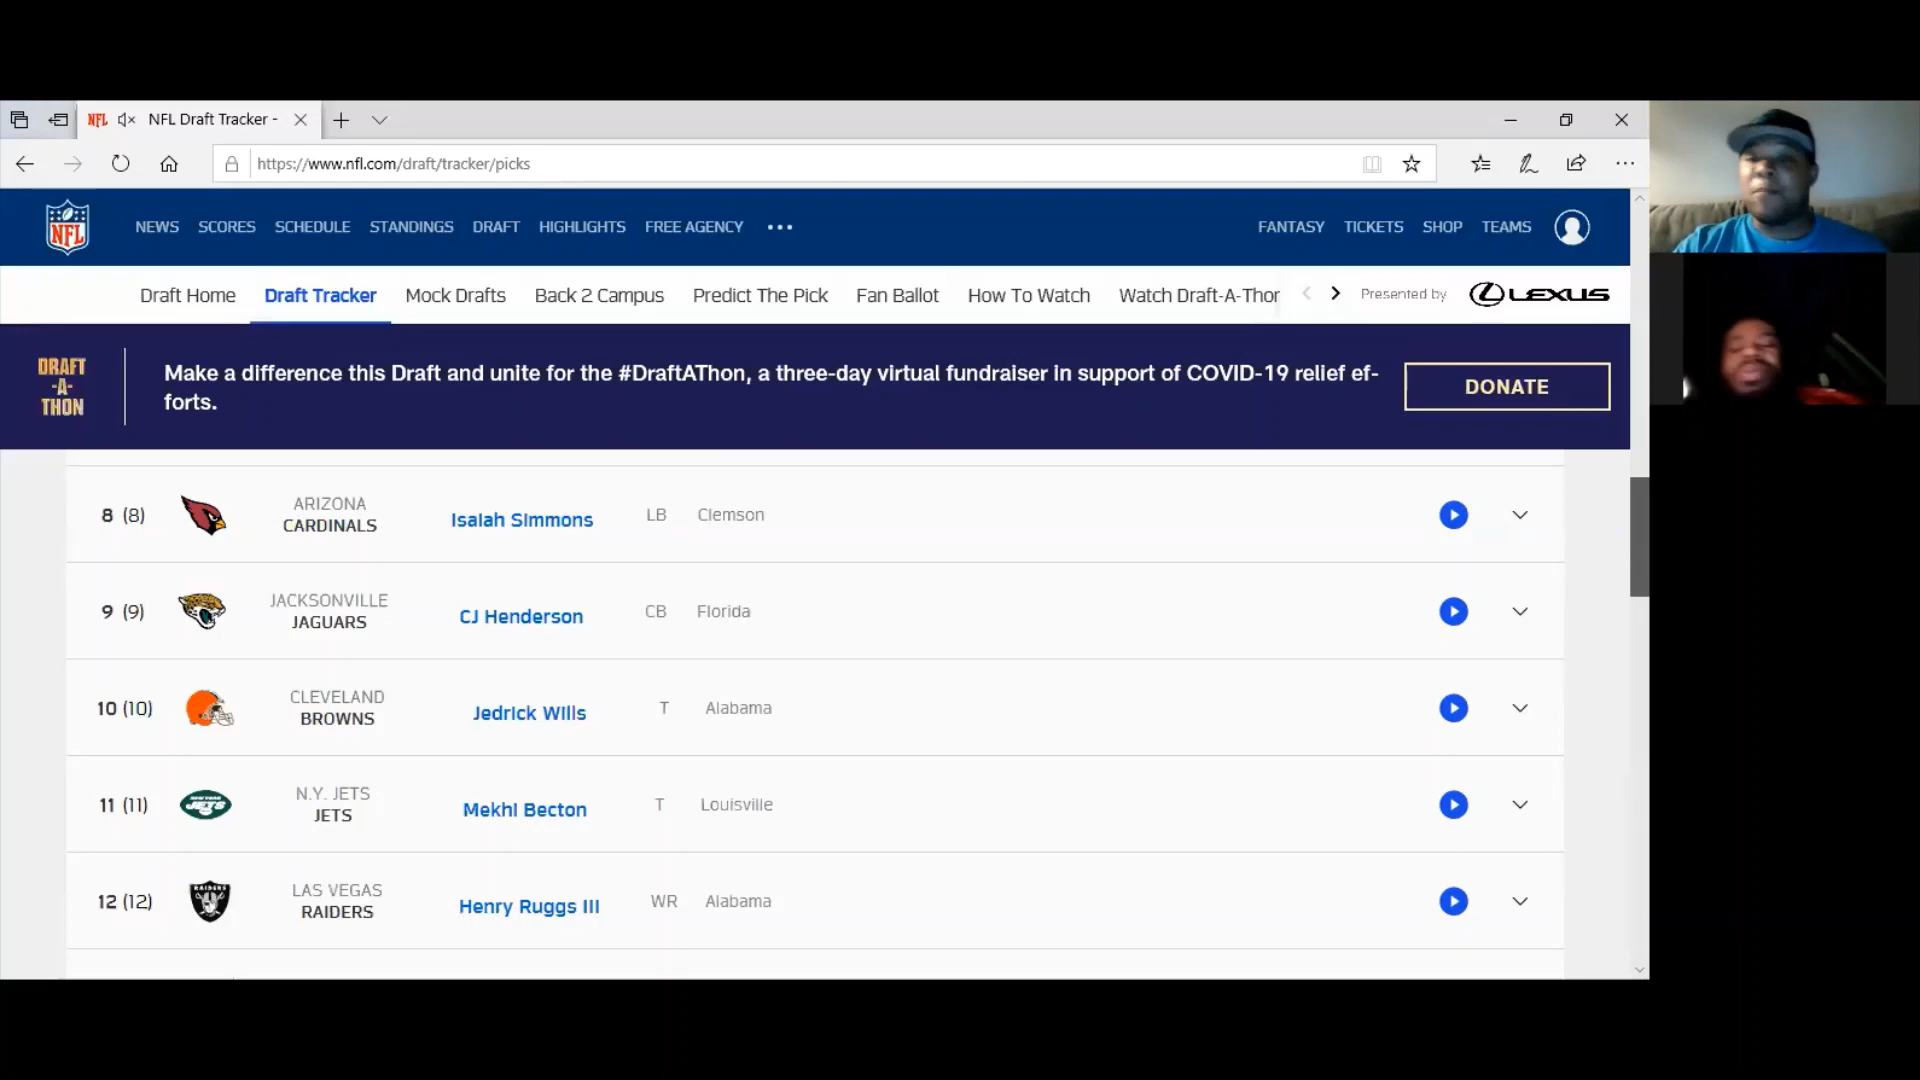 NFL NFL Draft Tracker -
https://www.nfl.com/draft/tracker/picks
NFL NEWS SCORES SCHEDULE STANDINGS DRAFT HIGHLIGHTS FREE AGENCY ••• FANTASY TICKETS SHOP TEAMS
Draft Home Draft Tracker Mock Drafts Back 2 Campus Predict The Pick Fan Ballot How To Watch Watch Draft-A-Thor Presented by LEXUS
DRAFT
-A-
THON
Make a difference this Draft and unite for the #DraftAThon, a three-day virtual fundraiser in support of COVID-19 relief ef-
forts.
DONATE
8 (8) ARIZONA
CARDINALS Isaiah Simmons LB Clemson
9 (9) JACKSONVILLE
JAGUARS CJ Henderson CB Florida
10 (10) CLEVELAND
BROWNS Jedrick Wills T Alabama
11 (11) JETS N.Y. JETS
JETS Mekhi Becton T Louisville
12 (12) RAIDERS LAS VEGAS
RAIDERS Henry Ruggs III WR Alabama